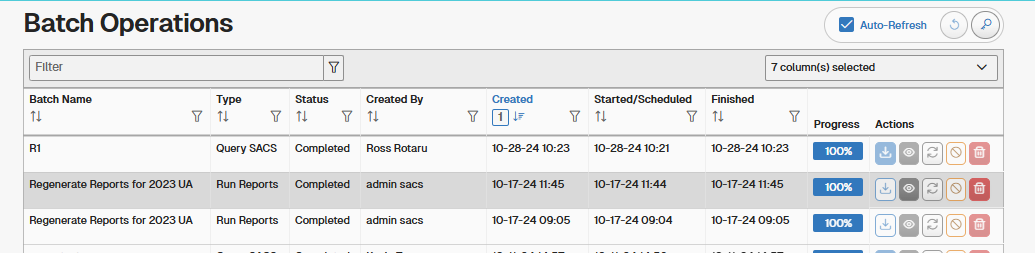 Batch Operations
Auto-Refresh
Filter
7 column(s) selected
Batch Name Type Status Created By Created Started/Scheduled Finished Progress Actions
1
R1 Query SACS Completed Ross Rotaru 10-28-24 10:23 10-28-24 10:21 10-28-24 10:23 100%
Regenerate Reports for 2023 UA Run Reports Completed admin sacs 10-17-24 11:45 10-17-24 11:44 10-17-24 11:45 100%
Regenerate Reports for 2023 UA Run Reports Completed admin sacs 10-17-24 09:05 10-17-24 09:04 10-17-24 09:05 100%